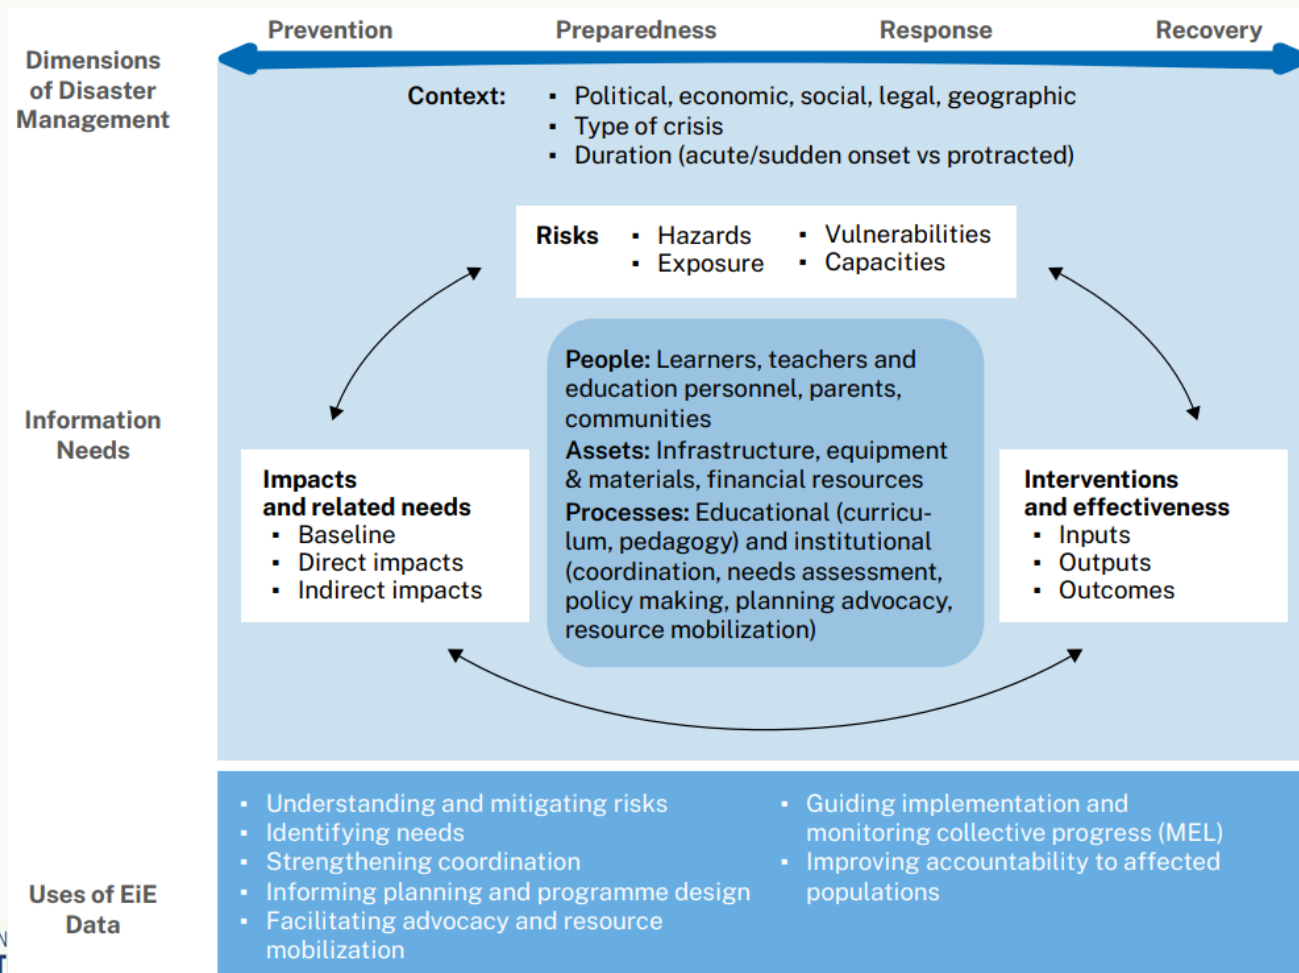 Prevention Preparedness Response Recovery
Dimensions
of Disaster
Management
Context:
▪ Political, economic, social, legal, geographic
▪ Type of crisis
▪ Duration (acute/sudden onset vs protracted)
Risks
▪ Hazards
▪ Exposure
▪ Vulnerabilities
▪ Capacities
Information
Needs
Impacts
and related needs
▪ Baseline
▪ Direct impacts
▪ Indirect impacts
People: Learners, teachers and
education personnel, parents,
communities
Assets: Infrastructure, equipment
& materials, financial resources
Processes: Educational (curricu-
lum, pedagogy) and institutional
(coordination, needs assessment,
policy making, planning advocacy,
resource mobilization)
Interventions
and effectiveness
▪ Inputs
▪ Outputs
▪ Outcomes
Uses of EiE
Data
▪ Understanding and mitigating risks
▪ Identifying needs
▪ Strengthening coordination
▪ Informing planning and programme design
▪ Facilitating advocacy and resource
mobilization
▪ Guiding implementation and
monitoring collective progress (MEL)
▪ Improving accountability to affected
populations